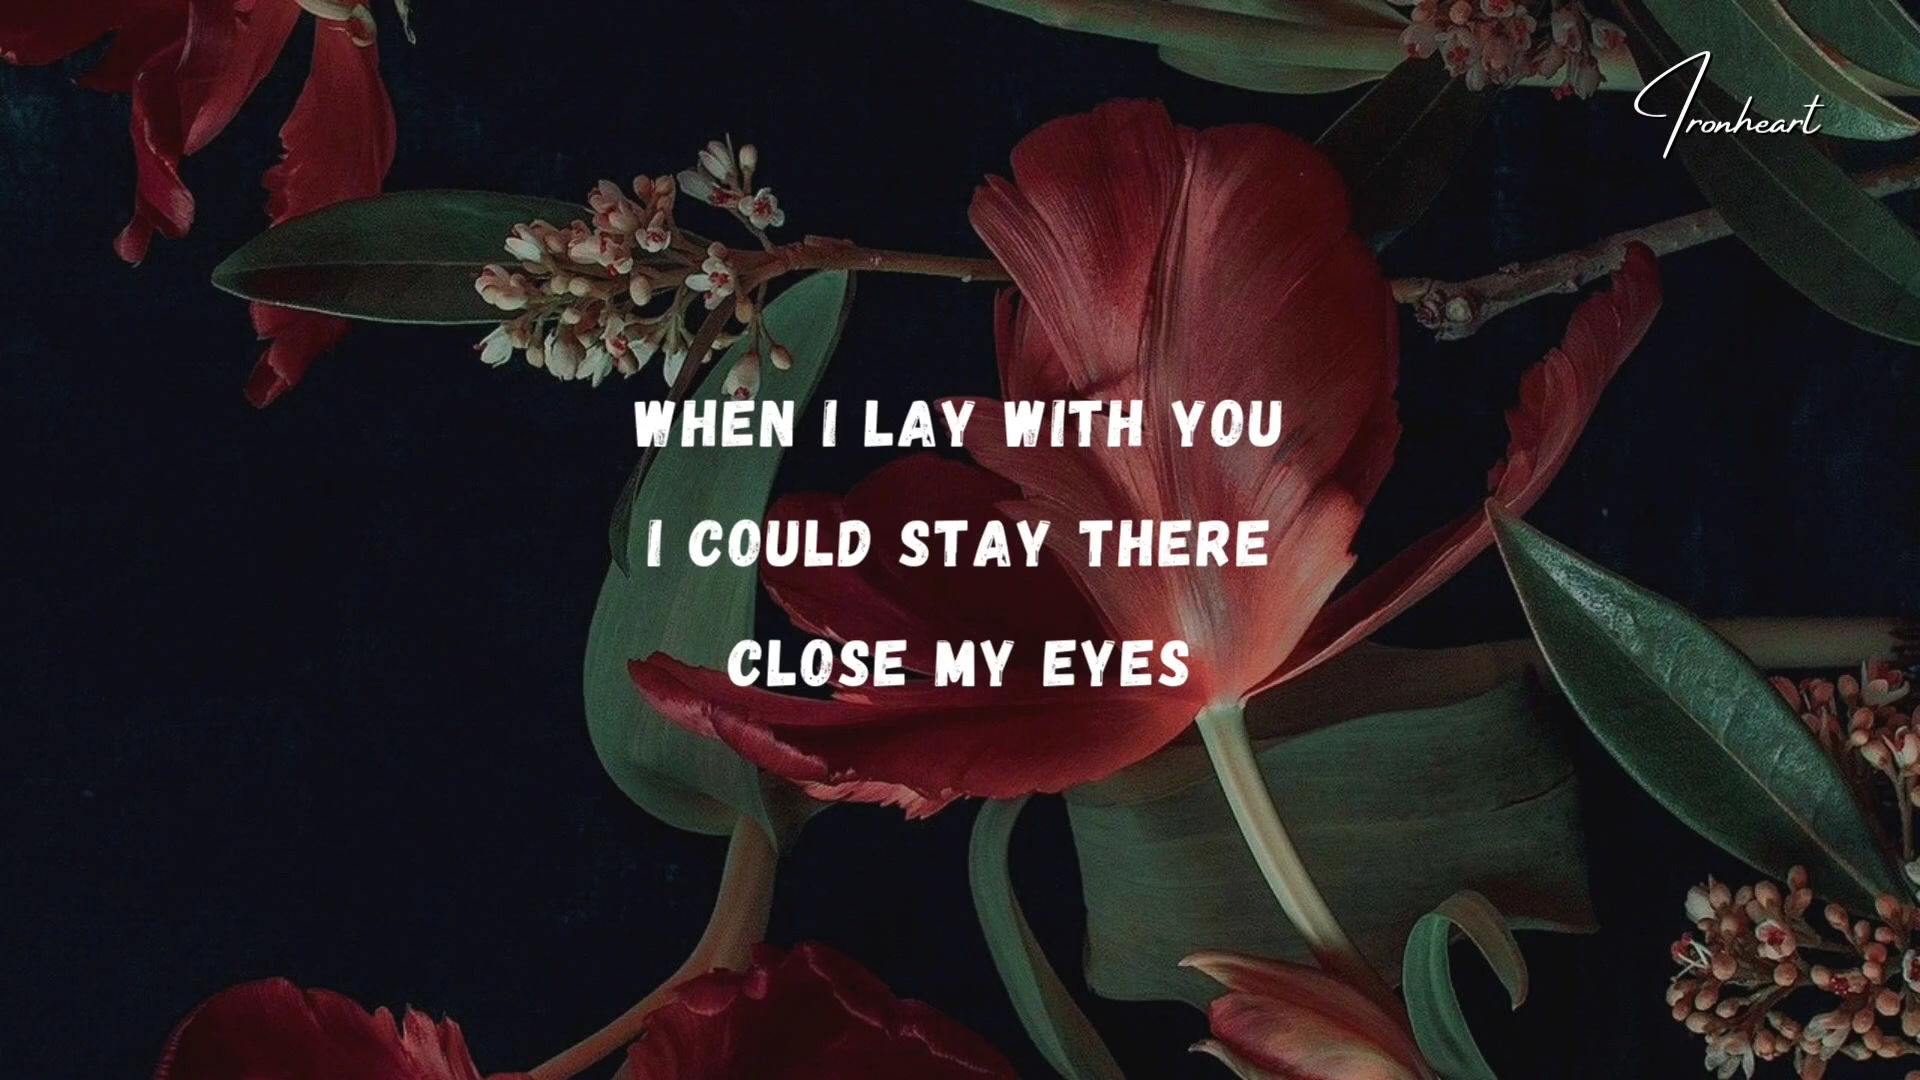 Ironheart
WHEN I LAY WITH YOU
I COULD STAY THERE
CLOSE MY EYES